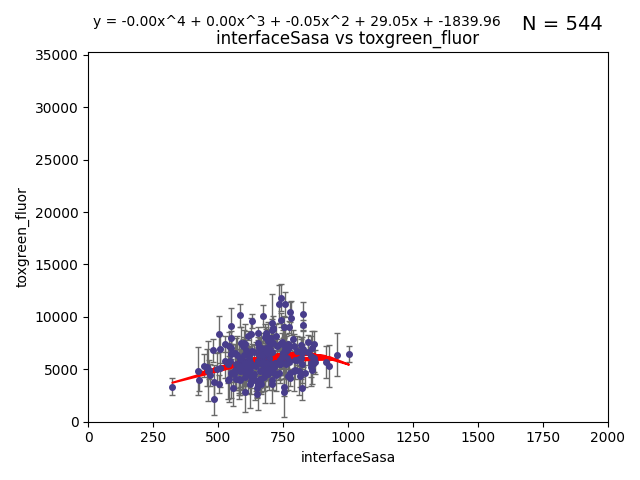 y = -0.00x^4 + 0.00x^3 + -0.05x^2 + 29.05x + -1839.96
N = 544
interfaceSasa vs toxgreen_fluor
35000
30000
25000
20000
15000
10000
5000
0
toxgreen_fluor
0 250 500 750 1000 1250 1500 1750 2000
interfaceSasa